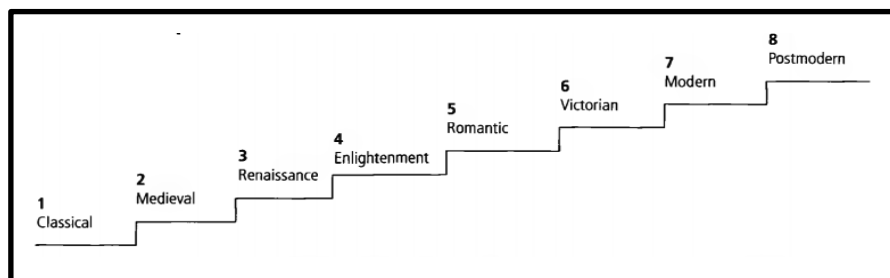 1
Classical
2
Medieval
3
Renaissance
4
Enlightenment
5
Romantic
6
Victorian
7
Modern
8
Postmodern